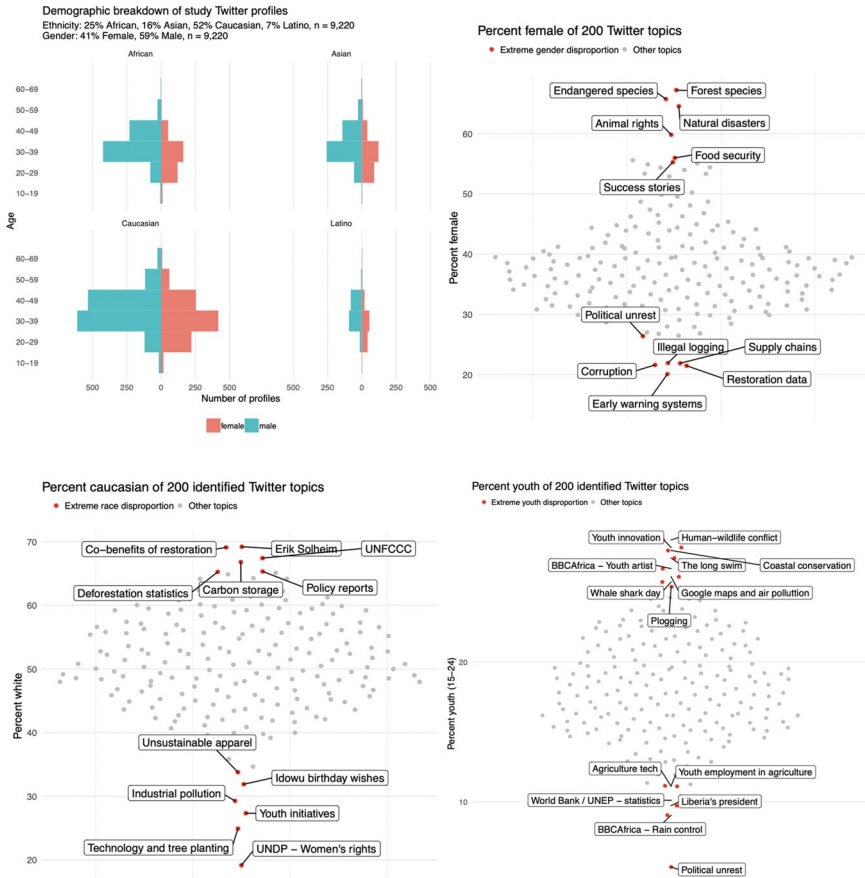 Demographic breakdown of study Twitter profiles
Ethnicity: 25% African, 16% Asian, 52% Caucasian, 7% Latino, n = 9,220
Gender: 41% Female, 59% Male, n = 9,220
African
Asian
60–69
50–59
40–49
30–39
20–29
10–19
Age
Caucasian
Latino
60–69
50–59
40–49
30–39
20–29
10–19
500 250 0 250 500 500 250 0 250 500
Number of profiles
female male
Percent female of 200 Twitter topics
Extreme gender disproportion Other topics
Endangered species
Forest species
Natural disasters
Animal rights
Food security
Success stories
60
50
40
30
20
Percent female
Political unrest
Illegal logging
Supply chains
Corruption
Restoration data
Early warning systems
Percent caucasian of 200 identified Twitter topics
Extreme race disproportion Other topics
Co−benefits of restoration
Erik Solheim
UNFCCC
Deforestation statistics
Carbon storage
Policy reports
70
60
50
40
30
20
Percent white
Unsustainable apparel
Idowu birthday wishes
Industrial pollution
Youth initiatives
Technology and tree planting
UNDP − Women's rights
Percent youth of 200 identified Twitter topics
Extreme youth disproportion Other topics
Youth innovation
Human−wildlife conflict
BBCAfrica − Youth artist
The long swim
Coastal conservation
Whale shark day
Google maps and air polluttion
Plogging
20
10
Percent youth (15−24)
Agriculture tech
Youth employment in agriculture
World Bank / UNEP − statistics
Liberia's president
BBCAfrica − Rain control
Political unrest